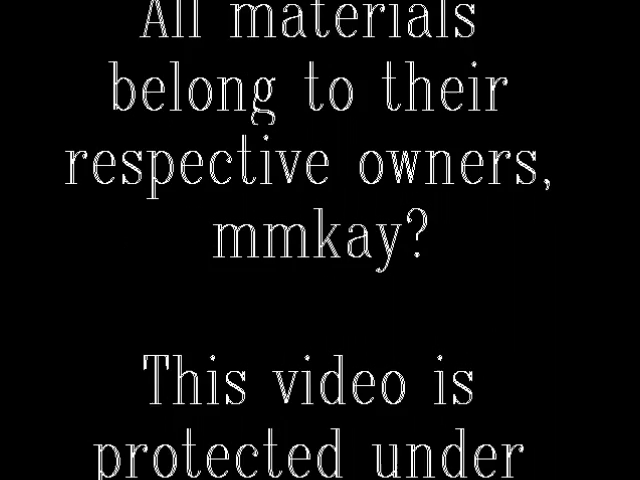 All materials
belong to their
respective owners,
mmkay?
This video is
protected under